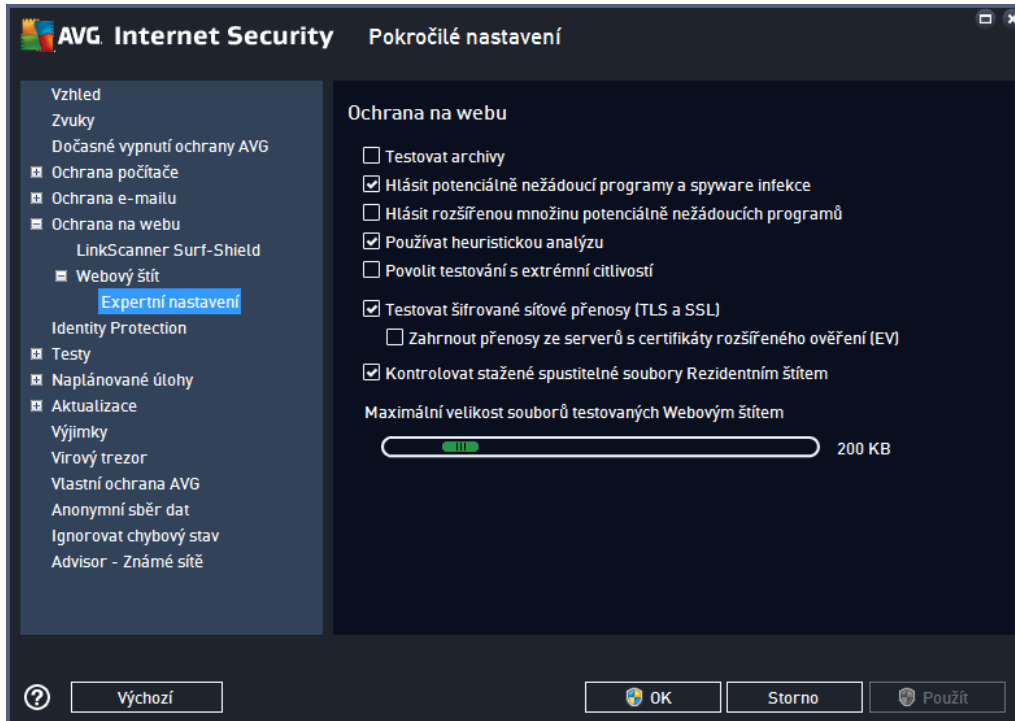 AVG. Internet Security Pokročilé nastavení
Vzhled
Zvuky
Dočasné vypnutí ochrany AVG
Ochrana počítače
Ochrana e-mailu
Ochrana na webu
LinkScanner Surf-Shield
Webový štít
Expertní nastavení
Identity Protection
Testy
Naplánované úlohy
Aktualizace
Výjimky
Virový trezor
Vlastní ochrana AVG
Anonymní sběr dat
Ignorovat chybový stav
Advisor - Známé sítě
Ochrana na webu
Testovat archivy
Hlásit potenciálně nežádoucí programy a spyware infekce
Hlásit rozšířenou množinu potenciálně nežádoucích programů
Používat heuristickou analýzu
Povolit testování s extrémní citlivostí
Testovat šifrované síťové přenosy (TLS a SSL)
Zahrnout přenosy ze serverů s certifikáty rozšířeného ověření (EV)
Kontrolovat stažené spustitelné soubory Rezidentním štítem
Maximální velikost souborů testovaných Webovým štítem
200 KB
? Výchozí OK Storno Použít